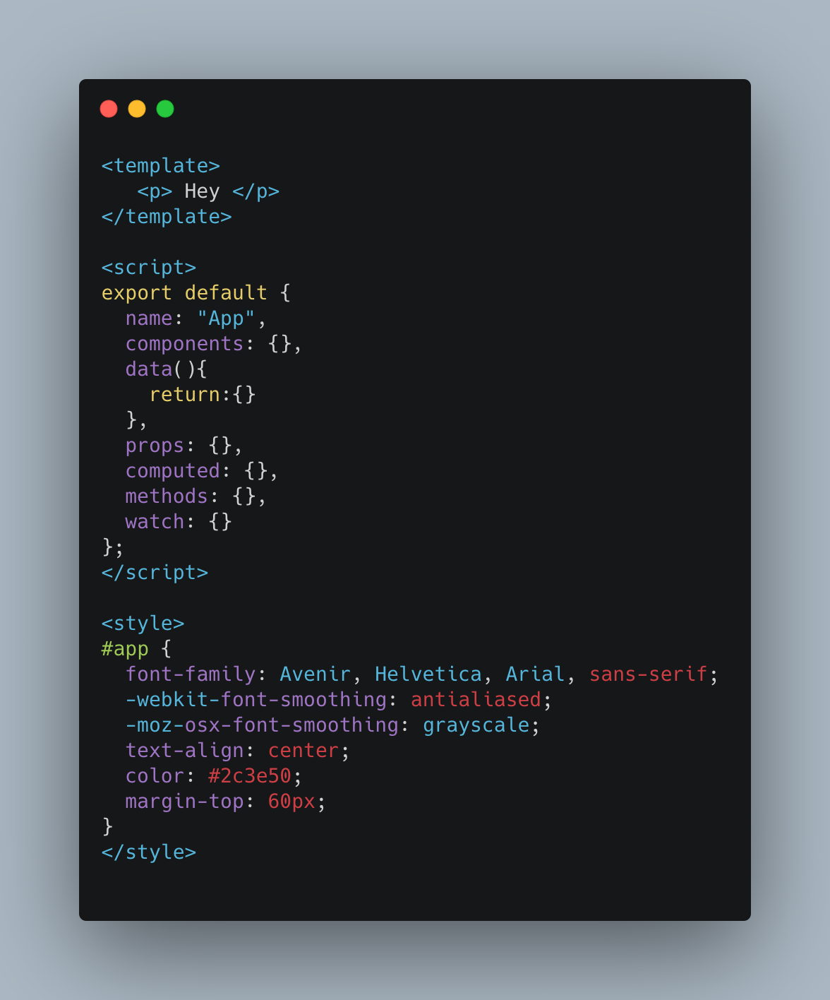 <template>
   <p> Hey </p>
</template>

<script>
export default {
  name: "App",
  components: {},
  data(){
    return:{}
  },
  props: {},
  computed: {},
  methods: {},
  watch: {}
};
</script>

<style>
#app {
  font-family: Avenir, Helvetica, Arial, sans-serif;
  -webkit-font-smoothing: antialiased;
  -moz-osx-font-smoothing: grayscale;
  text-align: center;
  color: #2c3e50;
  margin-top: 60px;
}
</style>